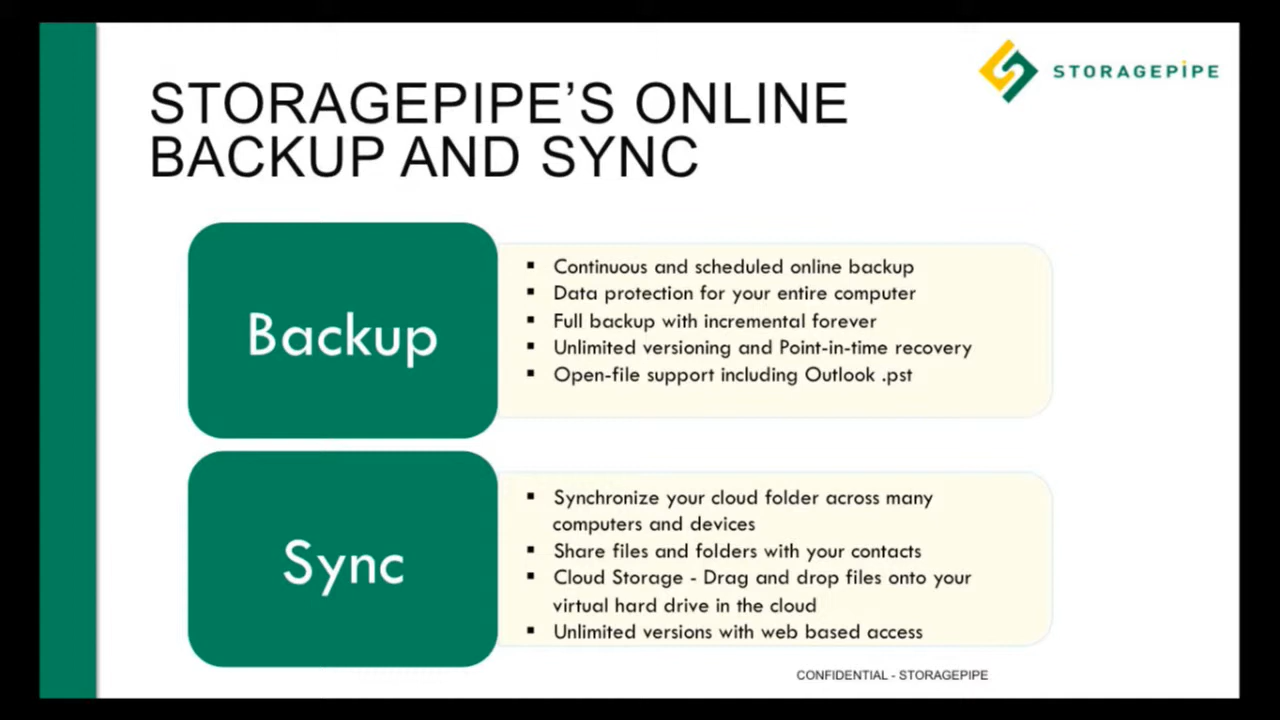 STORAGEPIPE
STORAGEPIPE’S ONLINE
BACKUP AND SYNC
Backup
▪ Continuous and scheduled online backup
▪ Data protection for your entire computer
▪ Full backup with incremental forever
▪ Unlimited versioning and Point-in-time recovery
▪ Open-file support including Outlook .pst
Sync
▪ Synchronize your cloud folder across many
computers and devices
▪ Share files and folders with your contacts
▪ Cloud Storage - Drag and drop files onto your
virtual hard drive in the cloud
▪ Unlimited versions with web based access
CONFIDENTIAL - STORAGEPIPE